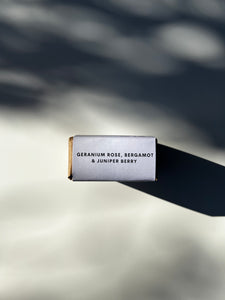 GERANIUM ROSE, BERGAMOT
& JUNIPER BERRY